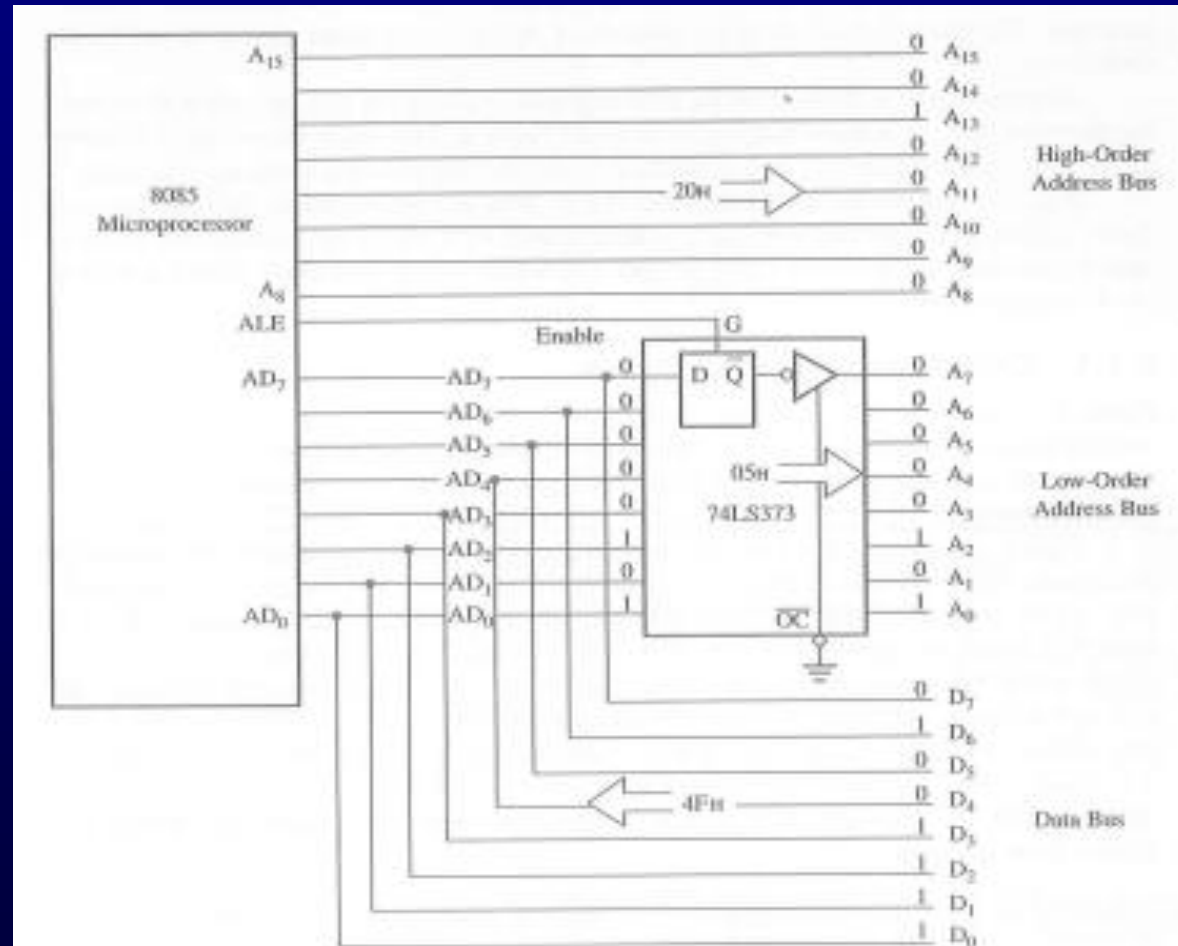 A15
0 A15
0 A14
1 A13
0 A12
High-Order
Address Bus
8085
Microprocessor
20H
0 A11
0 A10
0 A9
A8
0 A8
ALE
Enable
G
AD7
AD7
0
D Q̅
0 A7
AD6
0
0 A6
AD5
0
0 A5
AD4
0
05H
0 A4
Low-Order
Address Bus
AD3
0
74LS373
0 A3
AD2
1
1 A2
AD1
0
0 A1
AD0
AD0
1
O̅C̅
1 A0
0 D7
1 D6
0 D5
4FH
0 D4
Data Bus
1 D3
1 D2
1 D1
1 D0